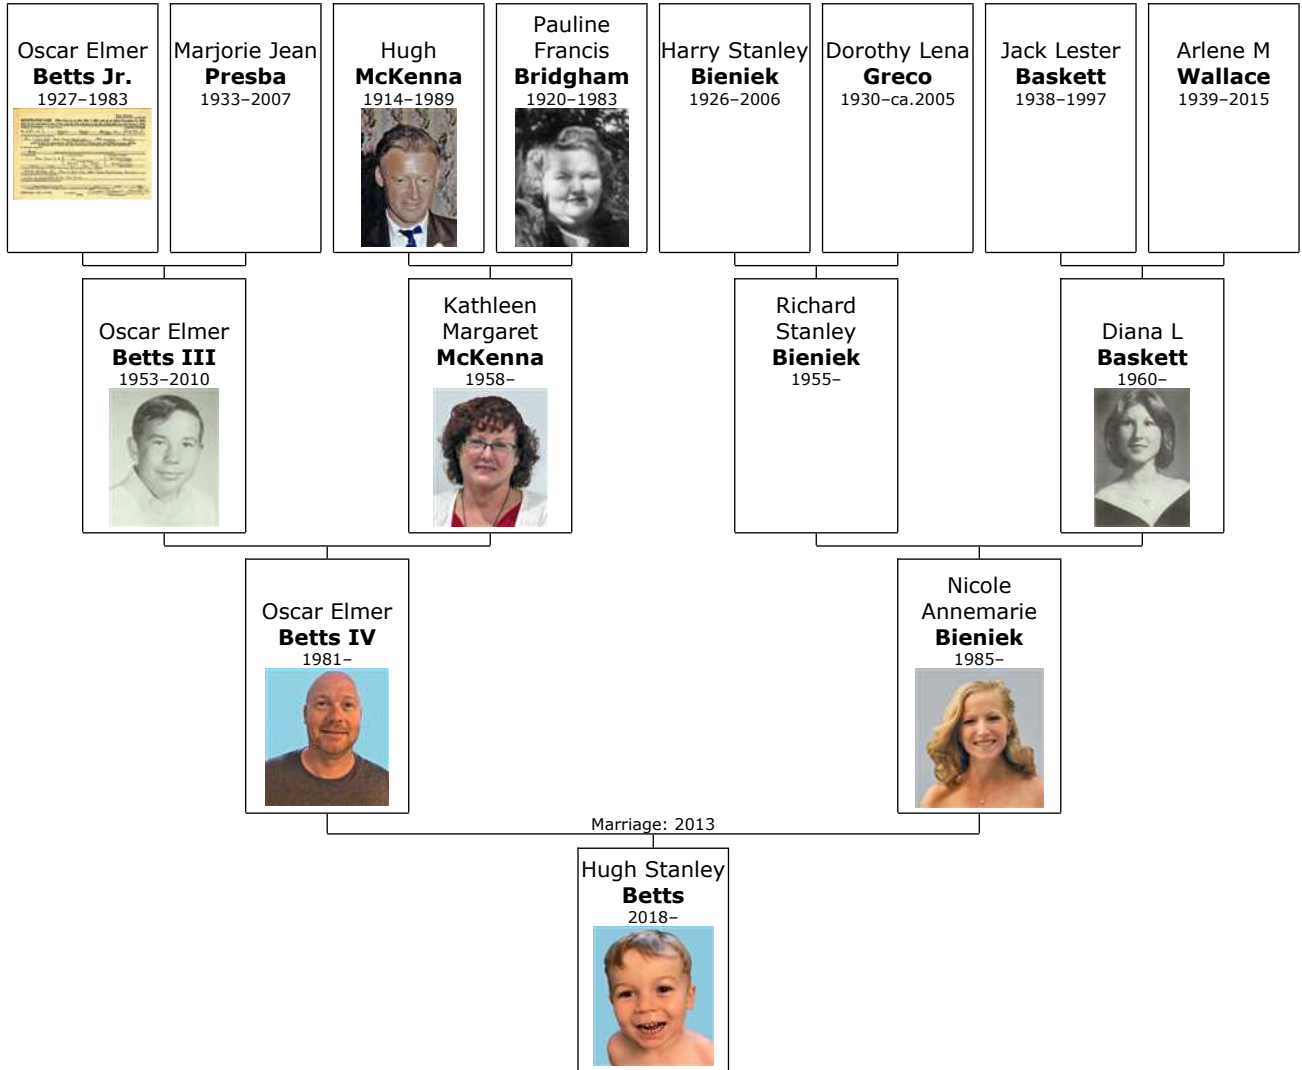 Oscar Elmer
Betts Jr.
1927–1983
Marjorie Jean
Presba
1933–2007
Hugh
McKenna
1914–1989
Pauline
Francis
Bridgham
1920–1983
Harry Stanley
Bieniek
1926–2006
Dorothy Lena
Greco
1930–ca.2005
Jack Lester
Baskett
1938–1997
Arlene M
Wallace
1939–2015
Oscar Elmer
Betts III
1953–2010
Kathleen
Margaret
McKenna
1958–
Richard
Stanley
Bieniek
1955–
Diana L
Baskett
1960–
Oscar Elmer
Betts IV
1981–
Nicole
Annemarie
Bieniek
1985–
Marriage: 2013
Hugh Stanley
Betts
2018–